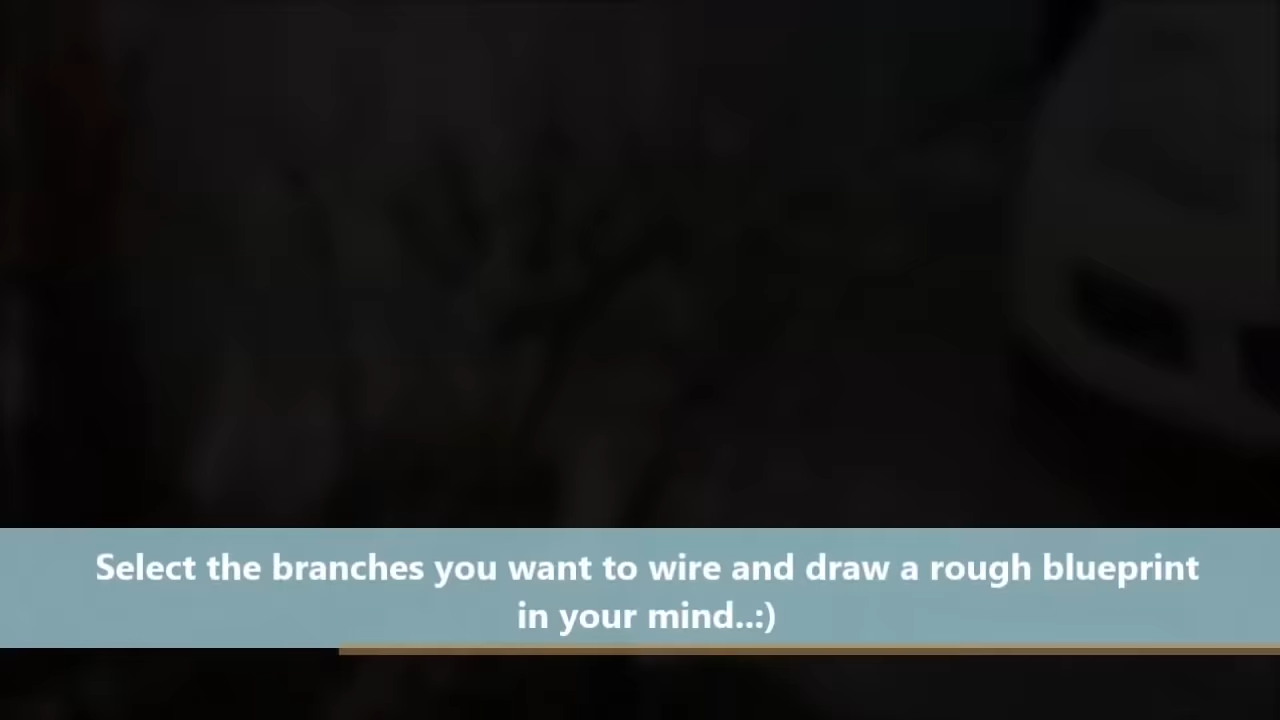 Select the branches you want to wire and draw a rough blueprint
in your mind..:)